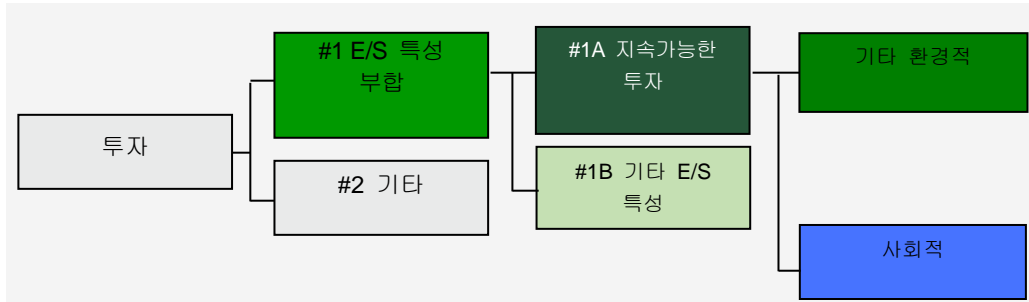 투자
#1 E/S 특성
부합
#2 기타
#1A 지속가능한
투자
#1B 기타 E/S
특성
기타 환경적
사회적